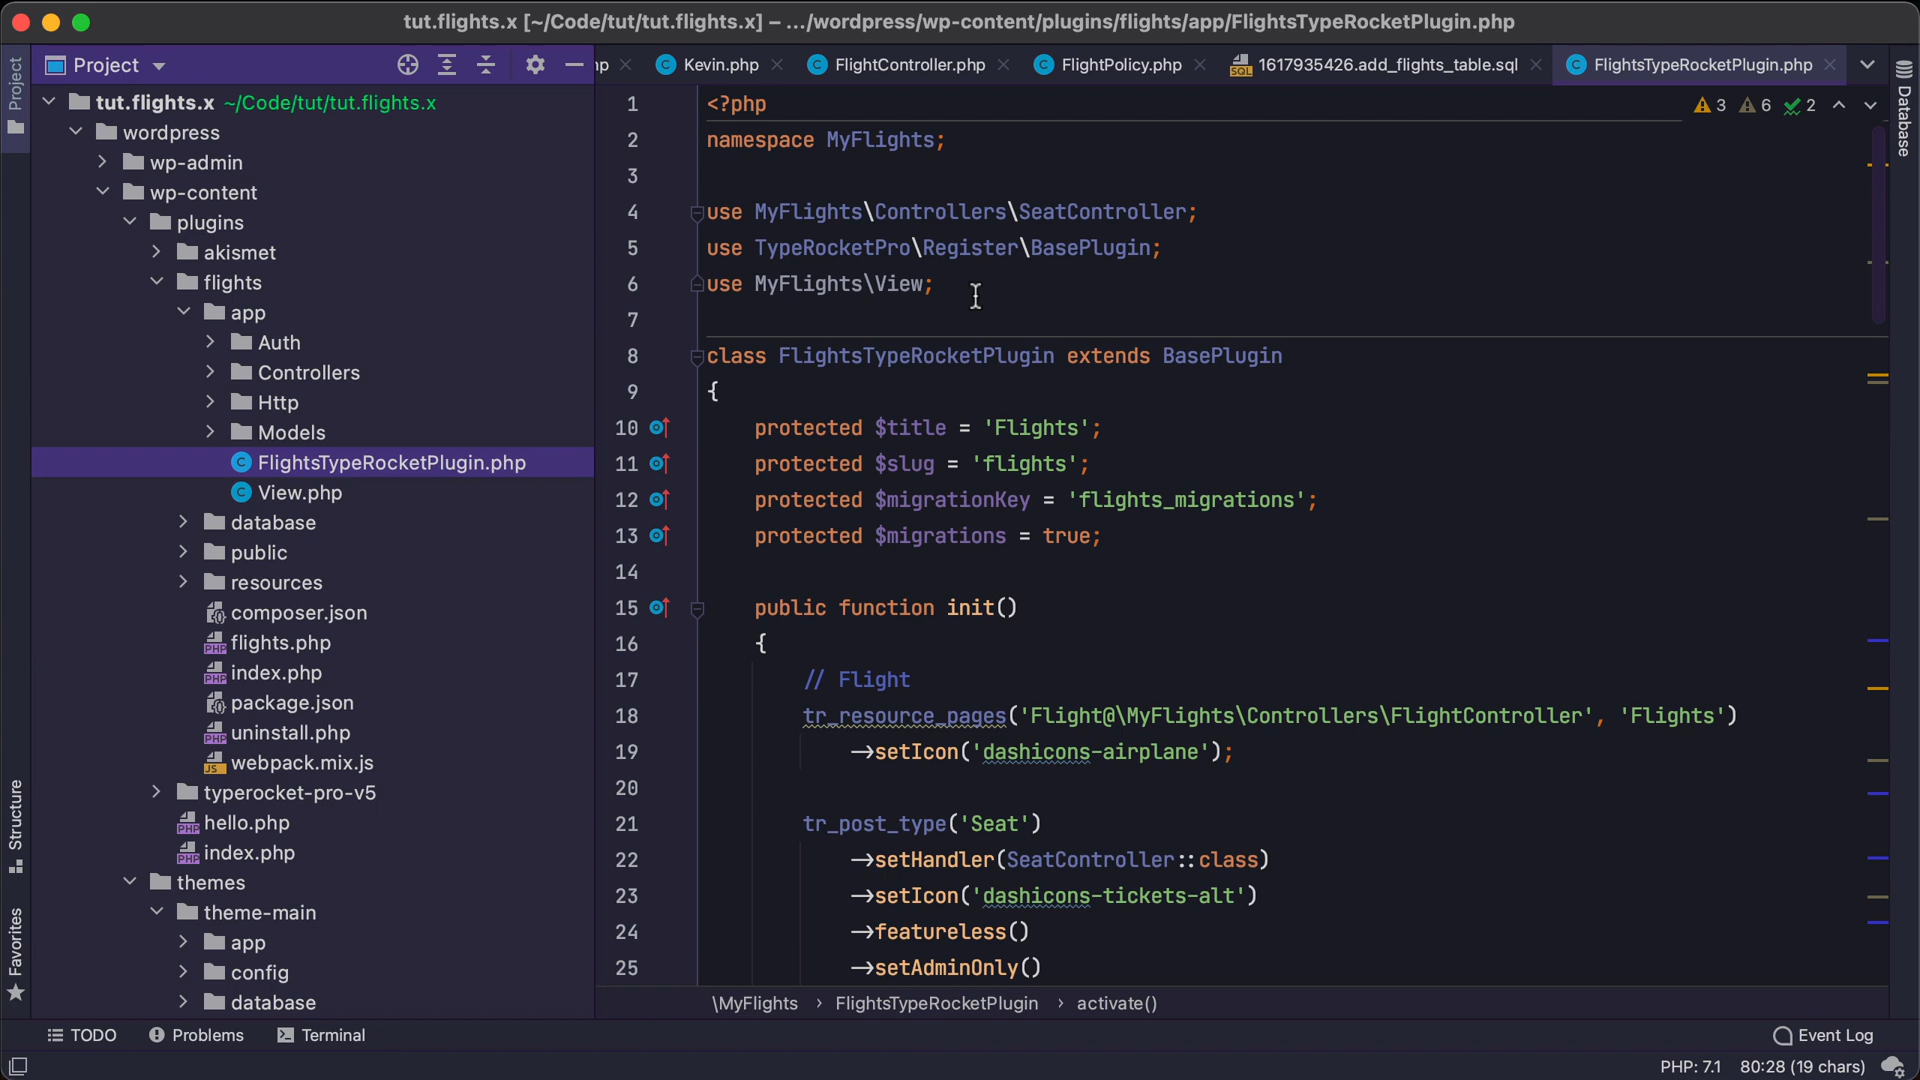 tut.flights.x [~/Code/tut/tut.flights.x] – .../wordpress/wp-content/plugins/flights/app/FlightsTypeRocketPlugin.php
Project
Project
np
Kevin.php
FlightController.php
FlightPolicy.php
SQL
1617935426.add_flights_table.sql
FlightsTypeRocketPlugin.php
Database
tut.flights.x ~/Code/tut/tut.flights.x
wordpress
wp-admin
wp-content
plugins
akismet
flights
app
Auth
Controllers
Http
Models
FlightsTypeRocketPlugin.php
View.php
database
public
resources
composer.json
flights.php
index.php
package.json
uninstall.php
webpack.mix.js
typerocket-pro-v5
hello.php
index.php
themes
theme-main
app
config
database
Structure
Favorites
3 6 2
1 <?php
2 namespace MyFlights;
3
4 use MyFlights\Controllers\SeatController;
5 use TypeRocketPro\Register\BasePlugin;
6 use MyFlights\View;
7
8 class FlightsTypeRocketPlugin extends BasePlugin
9 {
10 protected $title = 'Flights';
11 protected $slug = 'flights';
12 protected $migrationKey = 'flights_migrations';
13 protected $migrations = true;
14
15 public function init()
16 {
17 // Flight
18 tr_resource_pages('Flight@\MyFlights\Controllers\FlightController', 'Flights')
19 ->setIcon('dashicons-airplane');
20
21 tr_post_type('Seat')
22 ->setHandler(SeatController::class)
23 ->setIcon('dashicons-tickets-alt')
24 ->featureless()
25 ->setAdminOnly()
\MyFlights › FlightsTypeRocketPlugin › activate()
TODO Problems Terminal Event Log
PHP: 7.1 80:28 (19 chars)